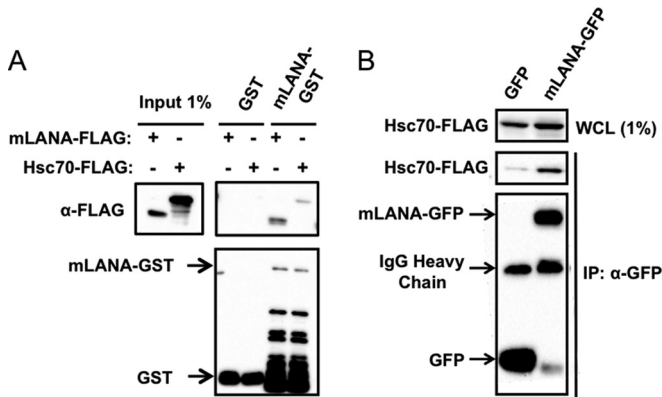 A
Input 1%
GST
mLANA-
GST
mLANA-FLAG: + - + - + -
Hsc70-FLAG: - + - + - +
α-FLAG
mLANA-GST
GST
B
GFP
mLANA-GFP
Hsc70-FLAG
WCL (1%)
Hsc70-FLAG
mLANA-GFP
IgG Heavy
Chain
IP: α-GFP
GFP